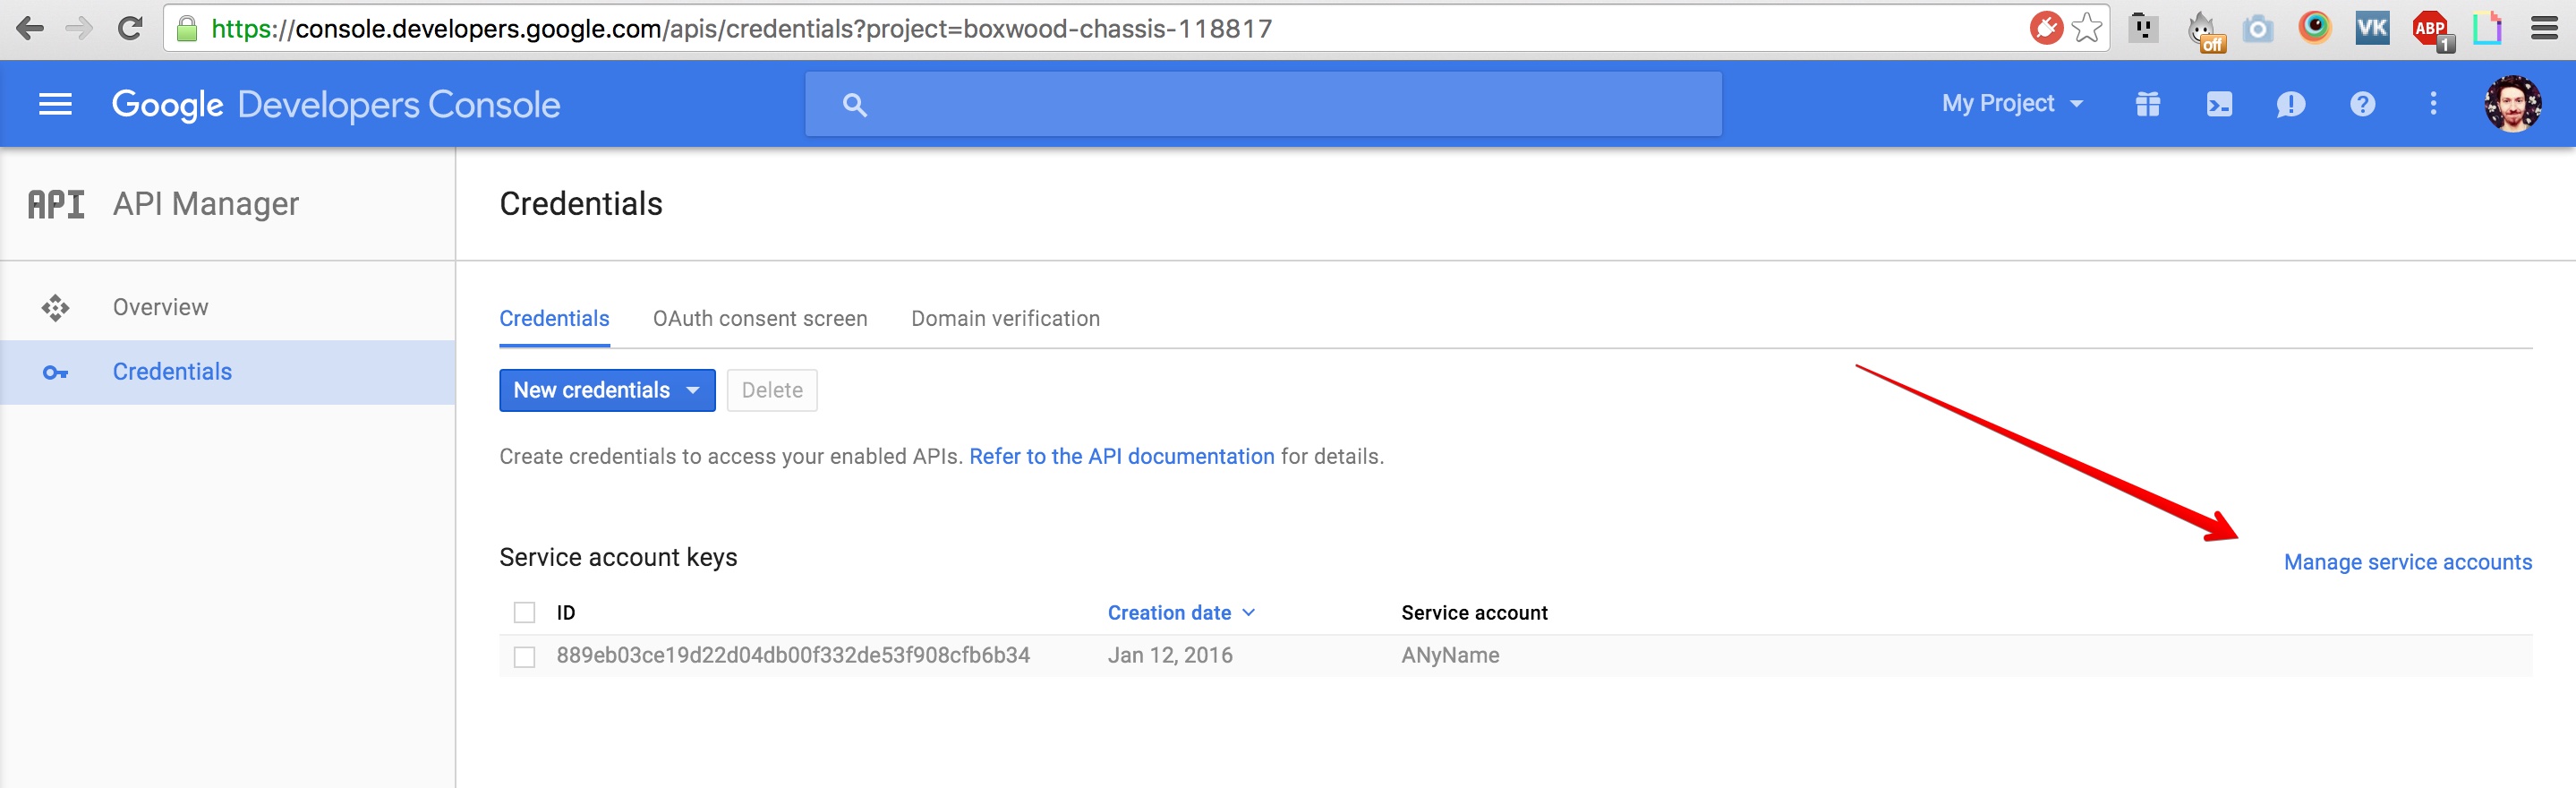 https://console.developers.google.com/apis/credentials?project=boxwood-chassis-118817
off
VK
ABP
1
Google Developers Console
My Project
API API Manager
Credentials
Overview
Credentials
Credentials OAuth consent screen Domain verification
New credentials Delete
Create credentials to access your enabled APIs. Refer to the API documentation for details.
Service account keys
Manage service accounts
ID Creation date Service account
889eb03ce19d22d04db00f332de53f908cfb6b34 Jan 12, 2016 ANyName